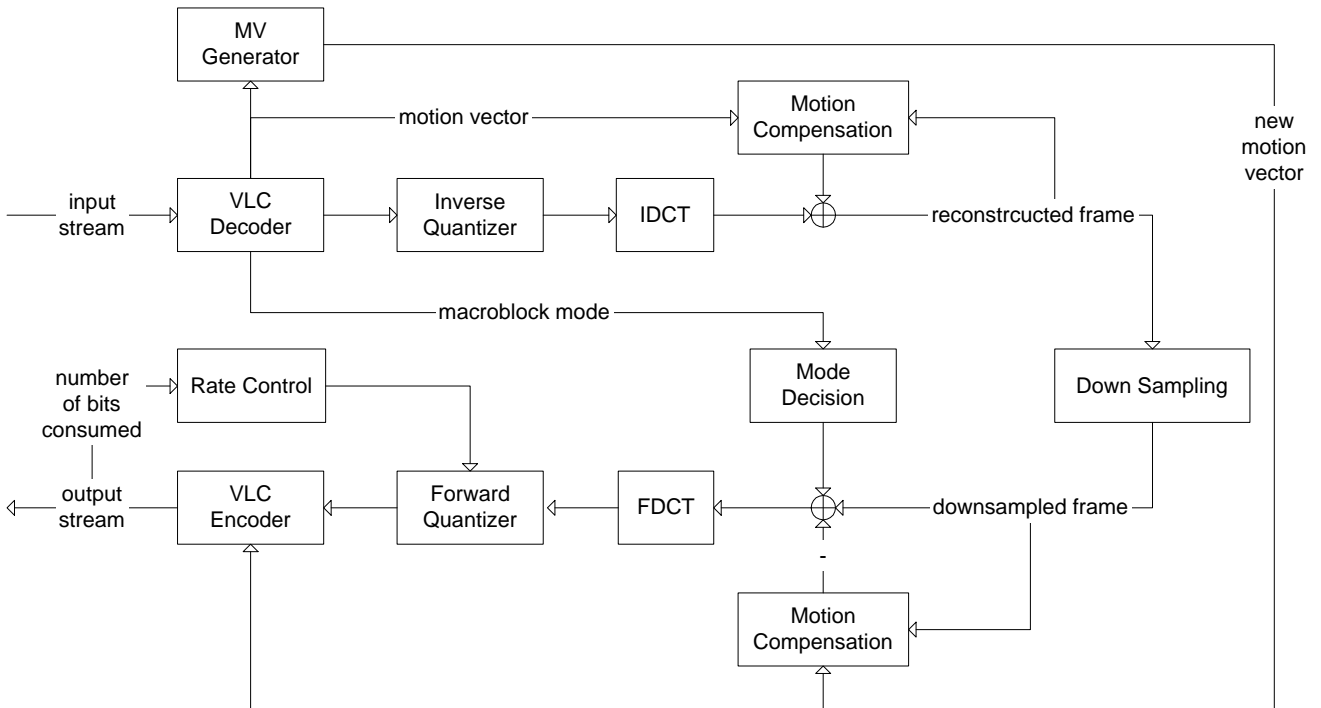 MV
Generator
motion vector
Motion
Compensation
new
motion
vector
input
stream
VLC
Decoder
Inverse
Quantizer
IDCT
reconstrcucted frame
macroblock mode
number
of bits
consumed
Rate Control
Mode
Decision
Down Sampling
output
stream
VLC
Encoder
Forward
Quantizer
FDCT
downsampled frame
-
Motion
Compensation